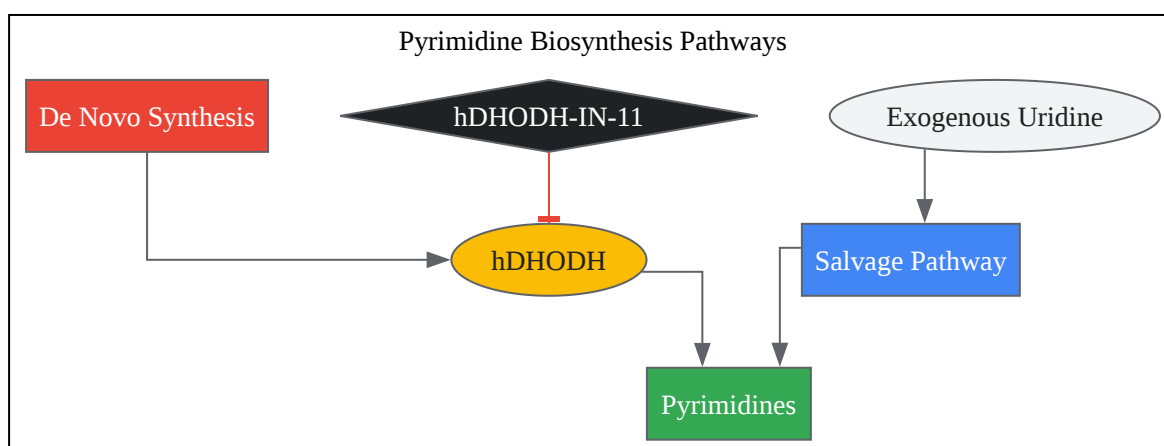 Pyrimidine Biosynthesis Pathways
De Novo Synthesis
hDHODH-IN-11
Exogenous Uridine
hDHODH
Salvage Pathway
Pyrimidines